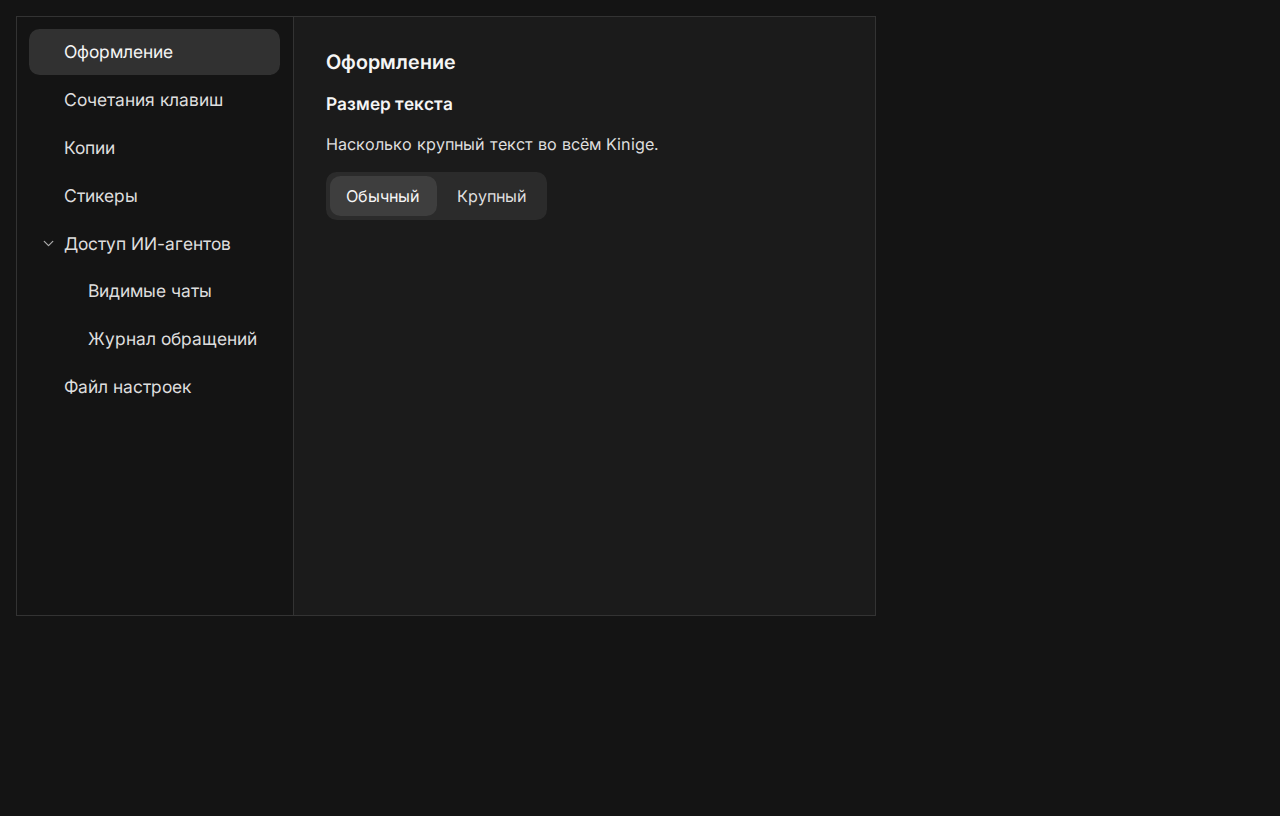 Оформление
Сочетания клавиш
Копии
Стикеры
Доступ ИИ-агентов
Видимые чаты
Журнал обращений
Файл настроек
Оформление
Размер текста
Насколько крупный текст во всём Kinige.
Обычный Крупный